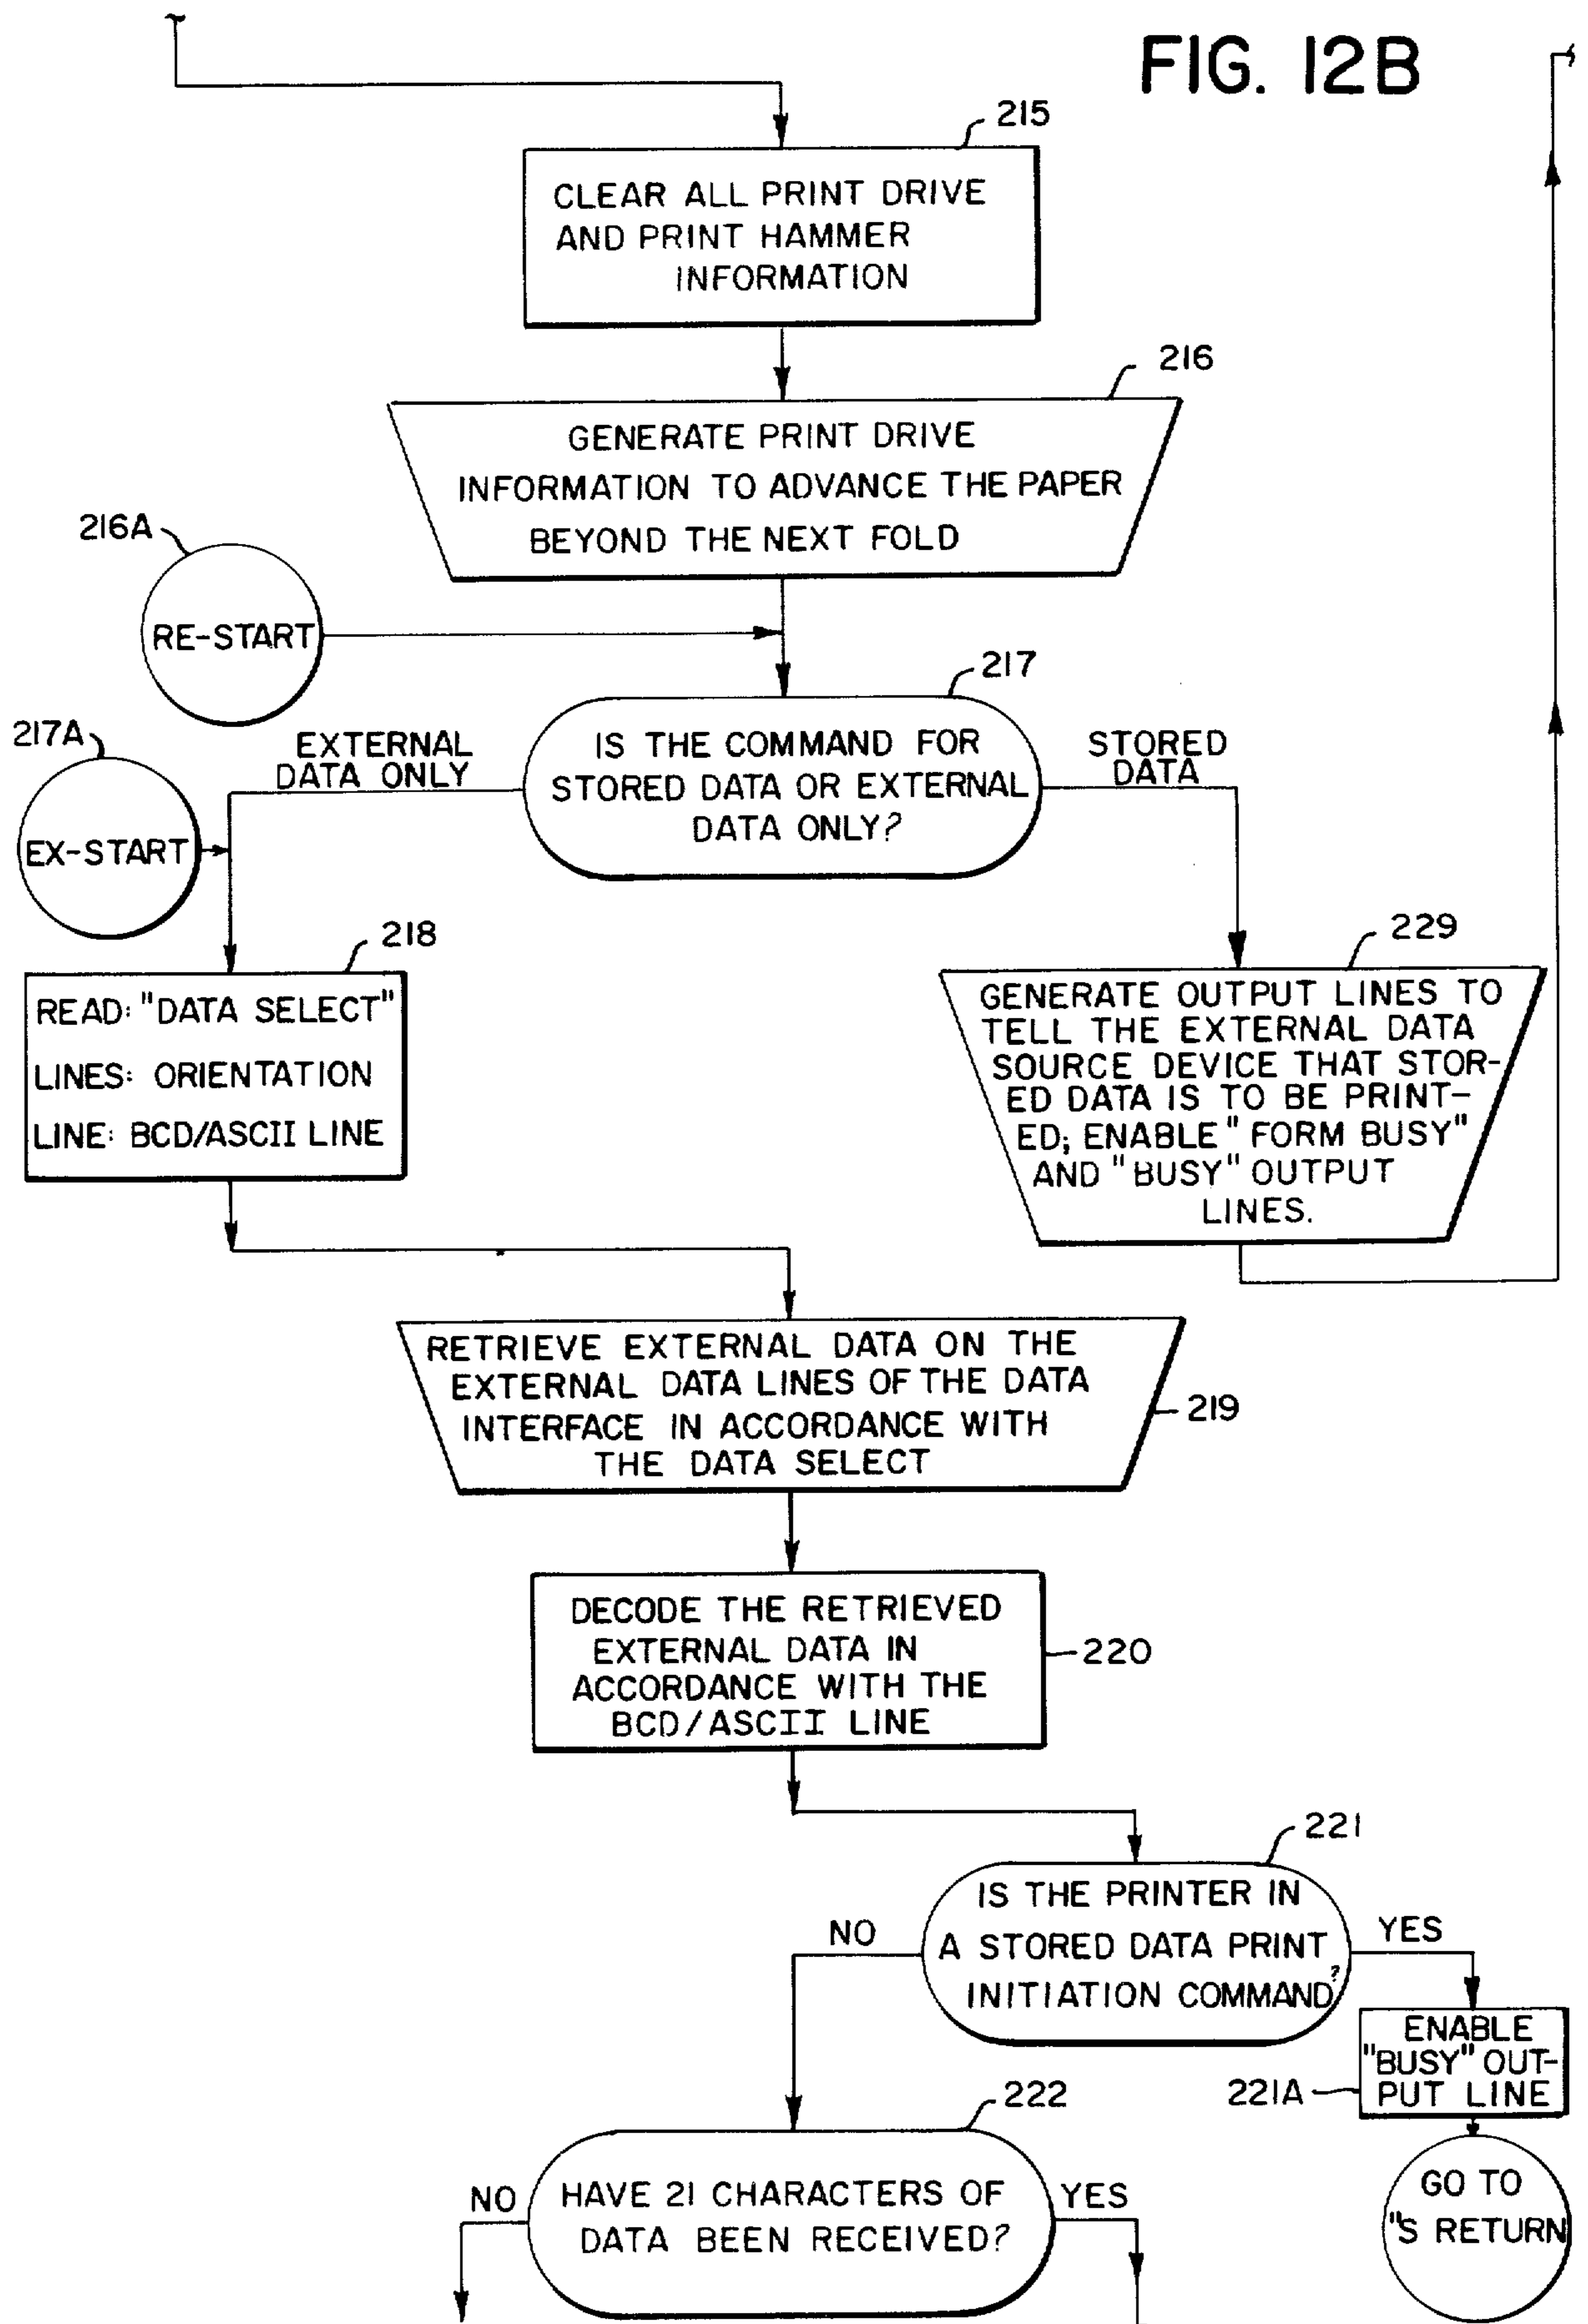 FIG. 12B
215
CLEAR ALL PRINT DRIVE
AND PRINT HAMMER
INFORMATION
216
GENERATE PRINT DRIVE
INFORMATION TO ADVANCE THE PAPER
BEYOND THE NEXT FOLD
216A
RE-START
217
IS THE COMMAND FOR
STORED DATA OR EXTERNAL
DATA ONLY?
EXTERNAL
DATA ONLY
STORED
DATA
217A
EX-START
218
READ: "DATA SELECT"
LINES: ORIENTATION
LINE: BCD/ASCII LINE
229
GENERATE OUTPUT LINES TO
TELL THE EXTERNAL DATA
SOURCE DEVICE THAT STOR-
ED DATA IS TO BE PRINT-
ED; ENABLE "FORM BUSY"
AND "BUSY" OUTPUT
LINES.
RETRIEVE EXTERNAL DATA ON THE
EXTERNAL DATA LINES OF THE DATA
INTERFACE IN ACCORDANCE WITH
THE DATA SELECT
219
DECODE THE RETRIEVED
EXTERNAL DATA IN
ACCORDANCE WITH THE
BCD/ASCII LINE
220
221
IS THE PRINTER IN
A STORED DATA PRINT
INITIATION COMMAND?
NO
YES
ENABLE
"BUSY" OUT-
PUT LINE
221A
222
HAVE 21 CHARACTERS OF
DATA BEEN RECEIVED?
NO
YES
GO TO
"S RETURN